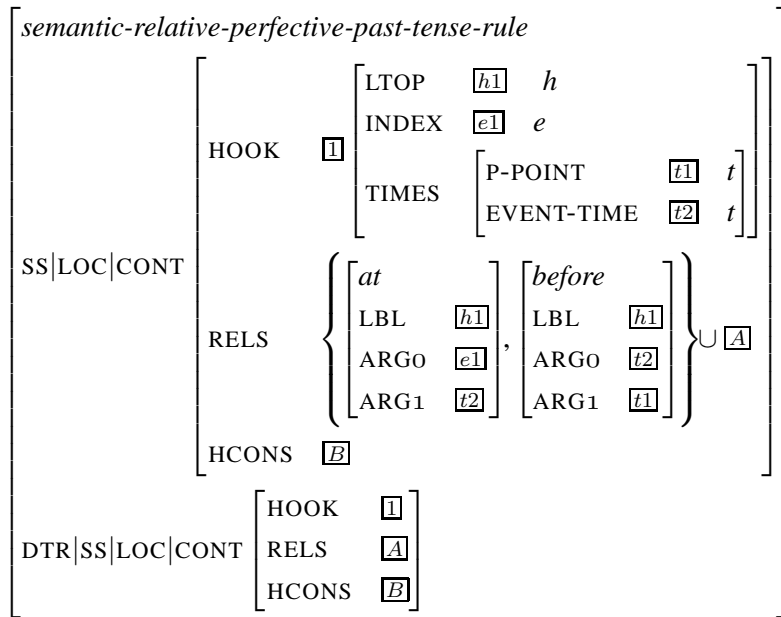 semantic-relative-perfective-past-tense-rule
LTOP h1 h
INDEX e1 e
HOOK 1
P-POINT t1 t
TIMES
EVENT-TIME t2 t
SS|LOC|CONT
at before
LBL h1 LBL h1
RELS { , } ∪ A
ARG0 e1 ARG0 t2
ARG1 t2 ARG1 t1
HCONS B
HOOK 1
DTR|SS|LOC|CONT RELS A
HCONS B